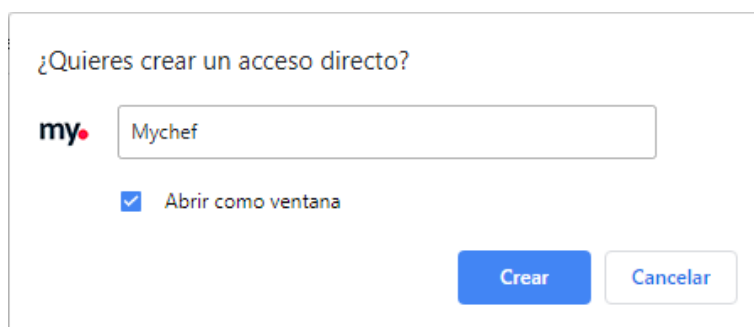 ¿Quieres crear un acceso directo?
my.
Mychef
Abrir como ventana
Crear
Cancelar